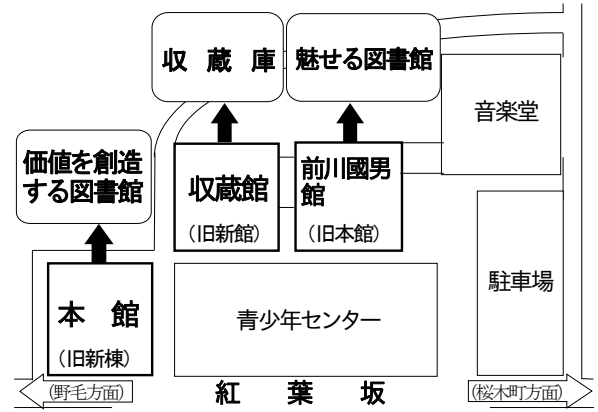 収蔵庫
魅せる図書館
音楽堂
価値を創造
する図書館
収蔵館
(旧新館)
前川國男
館
(旧本館)
本館
(旧新棟)
青少年センター
駐車場
(野毛方面)
紅葉坂
(桜木町方面)